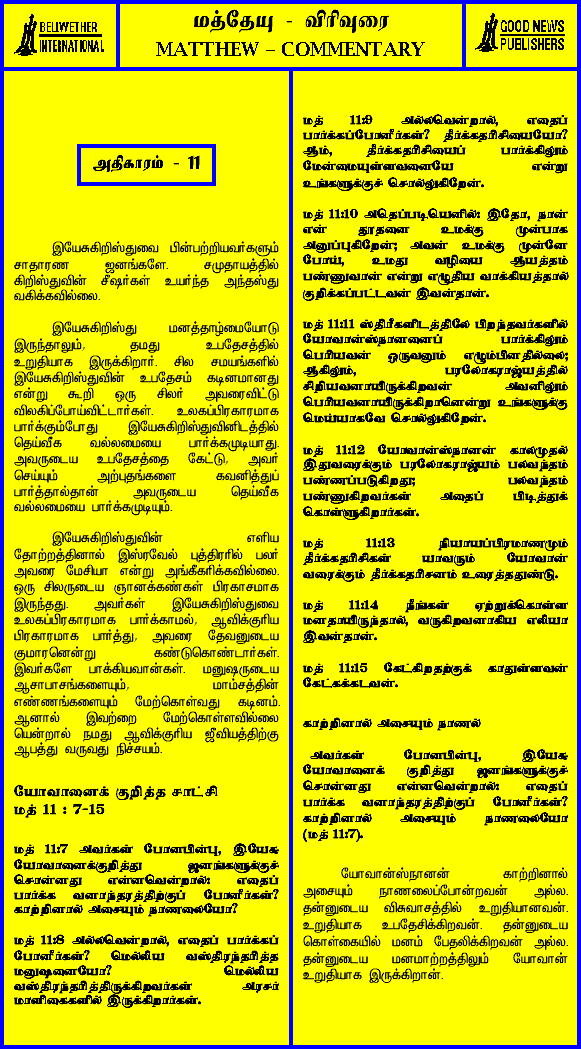 BELLWETHER
INTERNATIONAL
மத்தேயு - விரிவுரை
MATTHEW – COMMENTARY
GOOD NEWS
PUBLISHERS
அதிகாரம் - 11
இயேசுகிறிஸ்துவை பின்பற்றியவர்களும்
சாதாரண ஜனங்களே. சமுதாயத்தில்
கிறிஸ்துவின் சீஷர்கள் உயர்ந்த அந்தஸ்து
வகிக்கவில்லை.
இயேசுகிறிஸ்து மனத்தாழ்மையோடு
இருந்தாலும், தமது உபதேசத்தில்
உறுதியாக இருக்கிறார். சில சமயங்களில்
இயேசுகிறிஸ்துவின் உபதேசம் கடினமானது
என்று கூறி ஒரு சிலர் அவரைவிட்டு
விலகிப்போய்விட்டார்கள். உலகப்பிரகாரமாக
பார்க்கும்போது இயேசுகிறிஸ்துவினிடத்தில்
தெய்வீக வல்லமையை பார்க்கமுடியாது.
அவருடைய உபதேசத்தை கேட்டு, அவர்
செய்யும் அற்புதங்களை கவனித்துப்
பார்த்தால்தான் அவருடைய தெய்வீக
வல்லமையை பார்க்கமுடியும்.
இயேசுகிறிஸ்துவின் எளிய
தோற்றத்தினால் இஸ்ரவேல் புத்திரரில் பலர்
அவரை மேசியா என்று அங்கீகரிக்கவில்லை.
ஒரு சிலருடைய ஞானக்கண்கள் பிரகாசமாக
இருந்தது. அவர்கள் இயேசுகிறிஸ்துவை
உலகப்பிரகாரமாக பார்க்காமல், ஆவிக்குரிய
பிரகாரமாக பார்த்து, அவரை தேவனுடைய
குமாரனென்று கண்டுகொண்டார்கள்.
இவர்களே பாக்கியவான்கள். மனுஷருடைய
ஆசாபாசங்களையும், மாம்சத்தின்
எண்ணங்களையும் மேற்கொள்வது கடினம்.
ஆனால் இவற்றை மேற்கொள்ளவில்லை
யென்றால் நமது ஆவிக்குரிய ஜீவியத்திற்கு
ஆபத்து வருவது நிச்சயம்.
யோவானைக் குறித்த சாட்சி
மத் 11 : 7-15
மத் 11:7 அவர்கள் போனபின்பு, இயேசு
யோவானைக்குறித்து ஜனங்களுக்குச்
சொன்னது என்னவென்றால்: எதைப்
பார்க்க வனாந்தரத்திற்குப் போனீர்கள்?
காற்றினால் அசையும் நாணலையோ?
மத் 11:8 அல்லவென்றால், எதைப் பார்க்கப்
போனீர்கள்? மெல்லிய வஸ்திரந்தரித்த
மனுஷனையோ? மெல்லிய
வஸ்திரந்தரித்திருக்கிறவர்கள் அரசர்
மாளிகைகளில் இருக்கிறார்கள்.
மத் 11:9 அல்லவென்றால், எதைப்
பார்க்கப்போனீர்கள்? தீர்க்கதரிசியையோ?
ஆம், தீர்க்கதரிசியைப் பார்க்கிலும்
மேன்மையுள்ளவனையே என்று
உங்களுக்குச் சொல்லுகிறேன்.
மத் 11:10 அதெப்படியெனில்: இதோ, நான்
என் தூதனை உமக்கு முன்பாக
அனுப்புகிறேன்; அவன் உமக்கு முன்னே
போய், உமது வழியை ஆயத்தம்
பண்ணுவான் என்று எழுதிய வாக்கியத்தால்
குறிக்கப்பட்டவன் இவன்தான்.
மத் 11:11 ஸ்திரீகளிடத்திலே பிறந்தவர்களில்
யோவான்ஸ்நானனைப் பார்க்கிலும்
பெரியவன் ஒருவனும் எழும்பினதில்லை;
ஆகிலும், பரலோகராஜ்யத்தில்
சிறியவனாயிருக்கிறவன் அவனிலும்
பெரியவனாயிருக்கிறானென்று உங்களுக்கு
மெய்யாகவே சொல்லுகிறேன்.
மத் 11:12 யோவான்ஸ்நானன் காலமுதல்
இதுவரைக்கும் பரலோகராஜ்யம் பலவந்தம்
பண்ணப்படுகிறது; பலவந்தம்
பண்ணுகிறவர்கள் அதைப் பிடித்துக்
கொள்ளுகிறார்கள்.
மத் 11:13 நியாயப்பிரமாணமும்
தீர்க்கதரிசிகள் யாவரும் யோவான்
வரைக்கும் தீர்க்கதரிசனம் உரைத்ததுண்டு.
மத் 11:14 நீங்கள் ஏற்றுக்கொள்ள
மனதாயிருந்தால், வருகிறவனாகிய எலியா
இவன்தான்.
மத் 11:15 கேட்கிறதற்குக் காதுள்ளவன்
கேட்கக்கடவன்.
காற்றினால் அசையும் நாணல்
அவர்கள் போனபின்பு, இயேசு
யோவானைக் குறித்து ஜனங்களுக்குச்
சொன்னது என்னவென்றால்: எதைப்
பார்க்க வனாந்தரத்திற்குப் போனீர்கள்?
காற்றினால் அசையும் நாணலையோ
(மத் 11:7).
யோவான்ஸ்நானன் காற்றினால்
அசையும் நாணலைப்போன்றவன் அல்ல.
தன்னுடைய விசுவாசத்தில் உறுதியானவன்.
உறுதியாக உபதேசிக்கிறவன். தன்னுடைய
கொள்கையில் மனம் பேதலிக்கிறவன் அல்ல.
தன்னுடைய மனமாற்றத்திலும் யோவான்
உறுதியாக இருக்கிறான்.